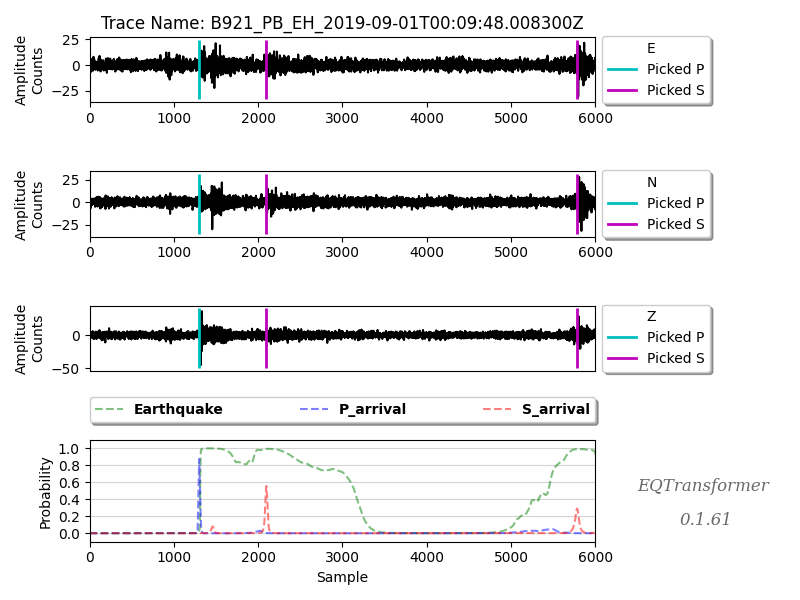 Trace Name: B921_PB_EH_2019-09-01T00:09:48.008300Z
Amplitude
Counts
25
0
−25
0 1000 2000 3000 4000 5000 6000
E
Picked P
Picked S
Amplitude
Counts
25
0
−25
0 1000 2000 3000 4000 5000 6000
N
Picked P
Picked S
Amplitude
Counts
0
−50
0 1000 2000 3000 4000 5000 6000
Z
Picked P
Picked S
Earthquake P_arrival S_arrival
Probability
1.0
0.8
0.6
0.4
0.2
0.0
0 1000 2000 3000 4000 5000 6000
Sample
EQTransformer
0.1.61